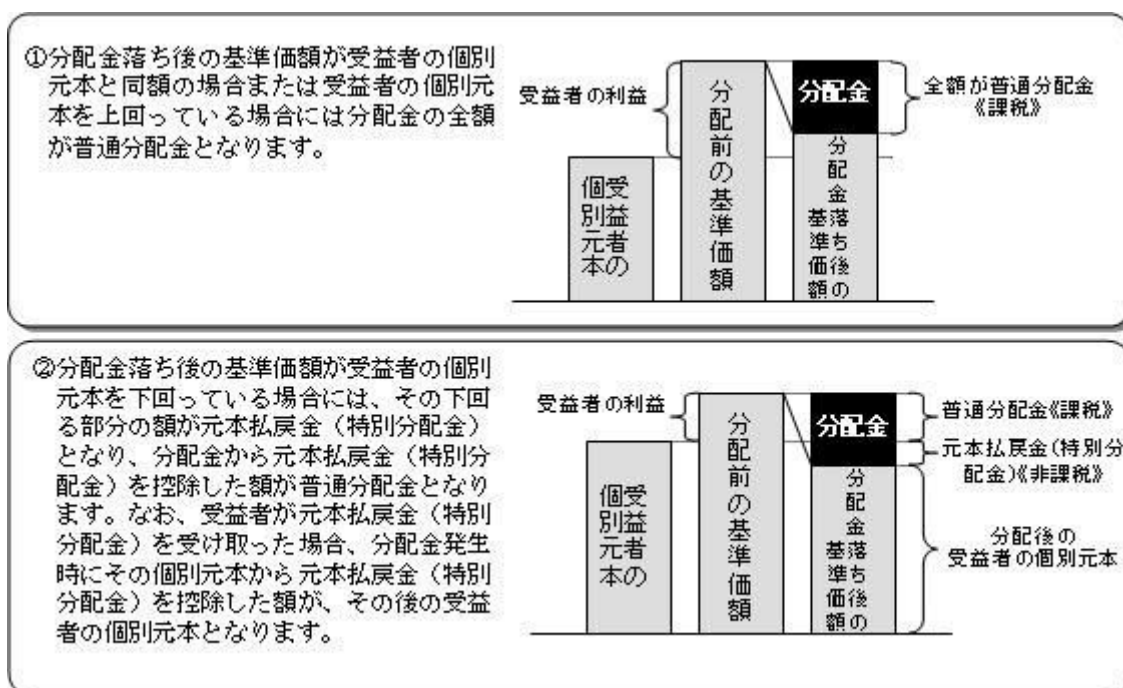 ①分配金落ち後の基準価額が受益者の個別
元本と同額の場合または受益者の個別元
本を上回っている場合には分配金の全額
が普通分配金となります。
受益者の利益
受益者の
個別元本
分配前の基準価額
分配金
分配金落ち後の
基準価額
全額が普通分配金
《課税》
②分配金落ち後の基準価額が受益者の個別
元本を下回っている場合には、その下回
る部分の額が元本払戻金（特別分配金）
となり、分配金から元本払戻金（特別分
配金）を控除した額が普通分配金となり
ます。なお、受益者が元本払戻金（特別
分配金）を受け取った場合、分配金発生
時にその個別元本から元本払戻金（特別
分配金）を控除した額が、その後の受益
者の個別元本となります。
受益者の利益
受益者の
個別元本
分配前の基準価額
分配金
分配金落ち後の
基準価額
普通分配金《課税》
元本払戻金(特別分
配金)《非課税》
分配後の
受益者の個別元本